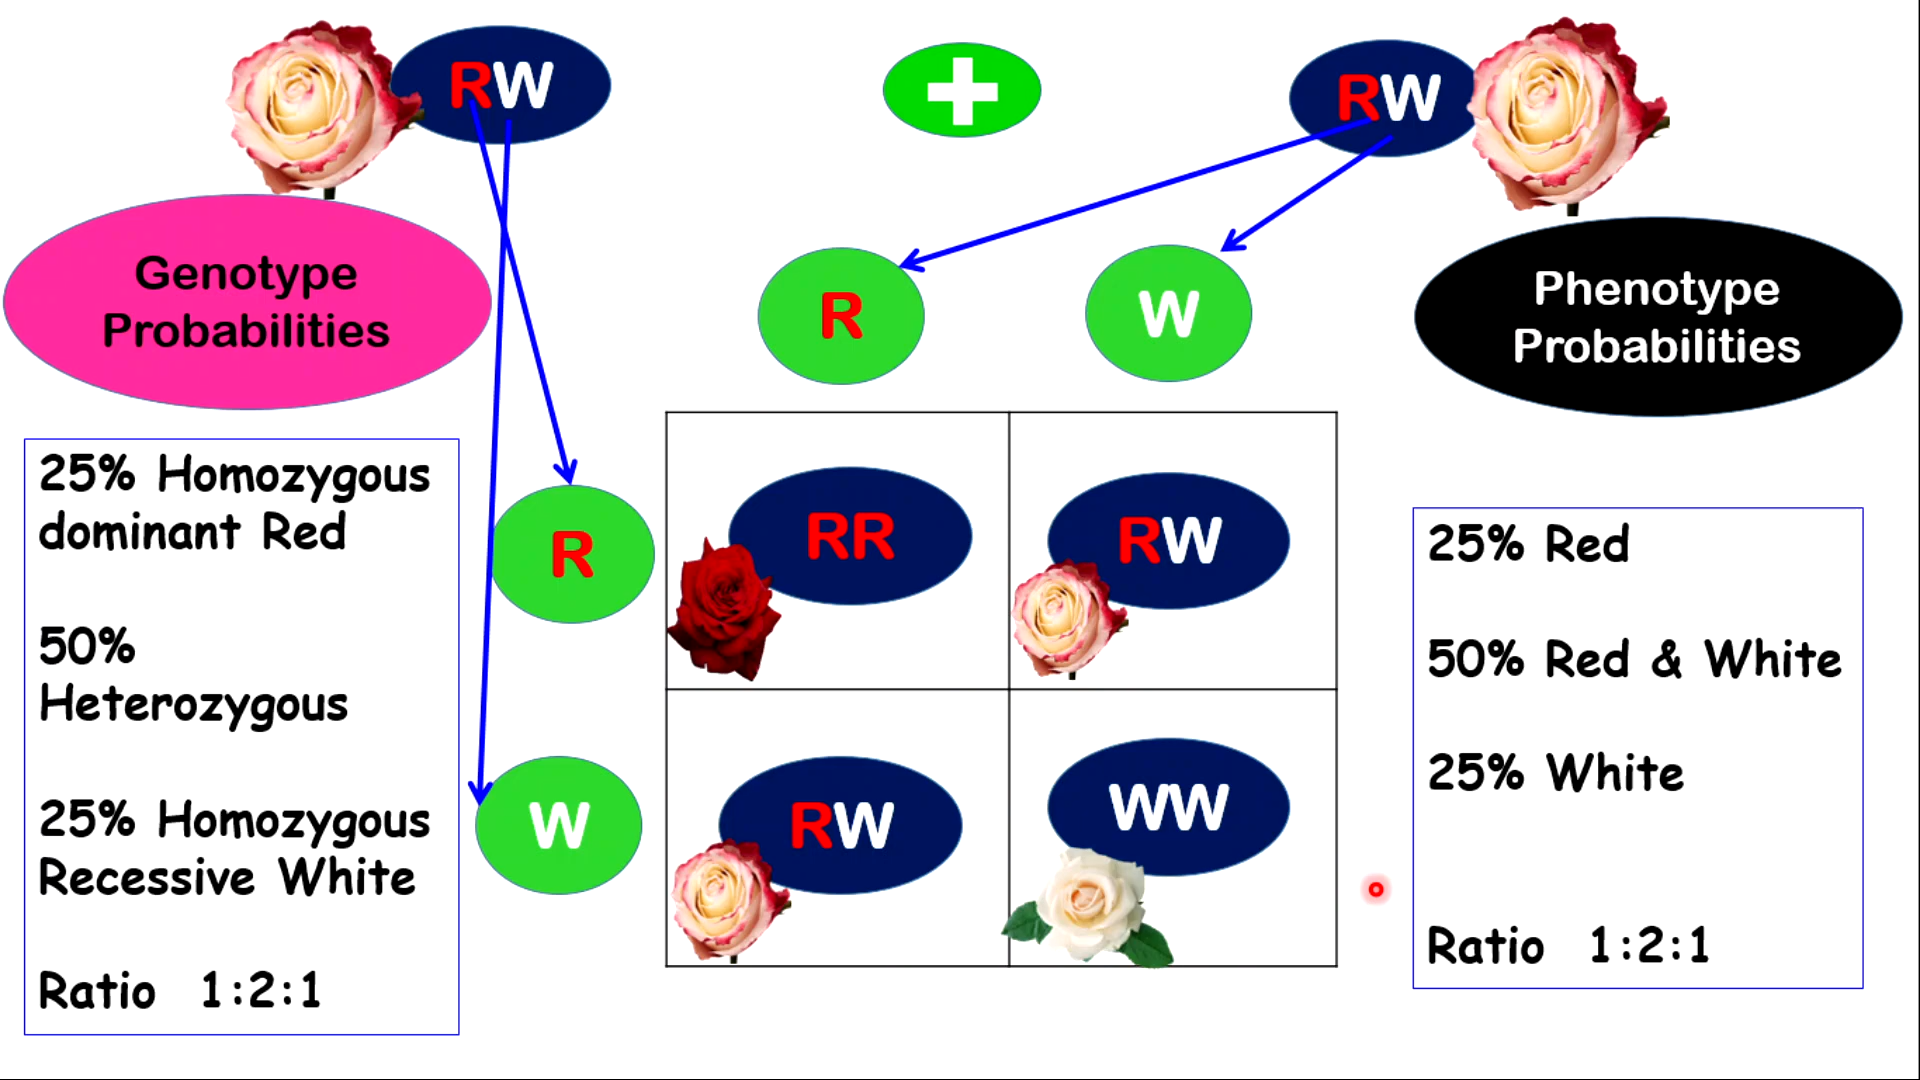 RW
RW
Genotype
Probabilities
Phenotype
Probabilities
R
W
25% Homozygous
dominant Red
50%
Heterozygous
25% Homozygous
Recessive White
Ratio 1:2:1
R
W
RR
RW
RW
WW
25% Red
50% Red & White
25% White
Ratio 1:2:1